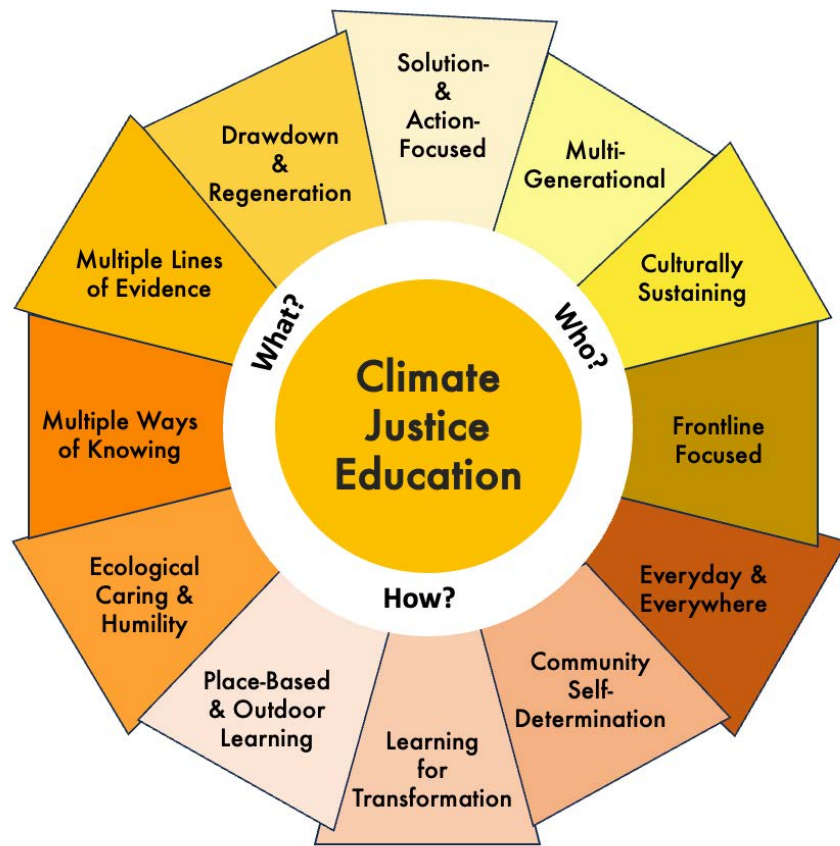 Climate
Justice
Education
What?
Who?
How?
Solution-
&
Action-
Focused
Multi-
Generational
Culturally
Sustaining
Frontline
Focused
Everyday &
Everywhere
Community
Self-
Determination
Learning
for
Transformation
Place-Based
& Outdoor
Learning
Ecological
Caring &
Humility
Multiple Ways
of Knowing
Multiple Lines
of Evidence
Drawdown
&
Regeneration